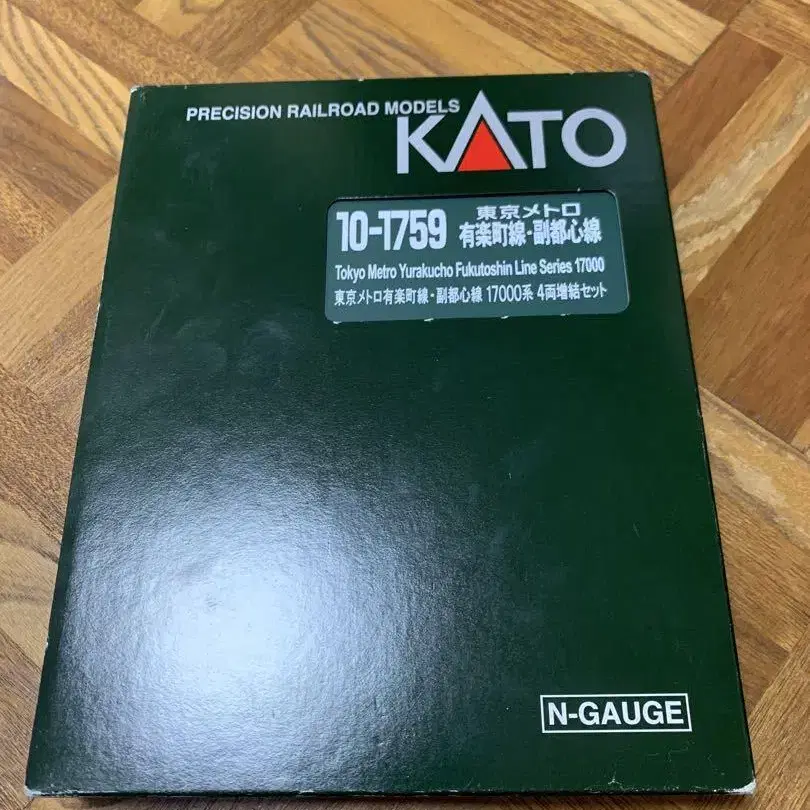 PRECISION RAILROAD MODELS
KATO
10-1759
東京メトロ
有楽町線・副都心線
Tokyo Metro Yurakucho Fukutoshin Line Series 17000
東京メトロ有楽町線・副都心線 17000系 4両増結セット
N-GAUGE